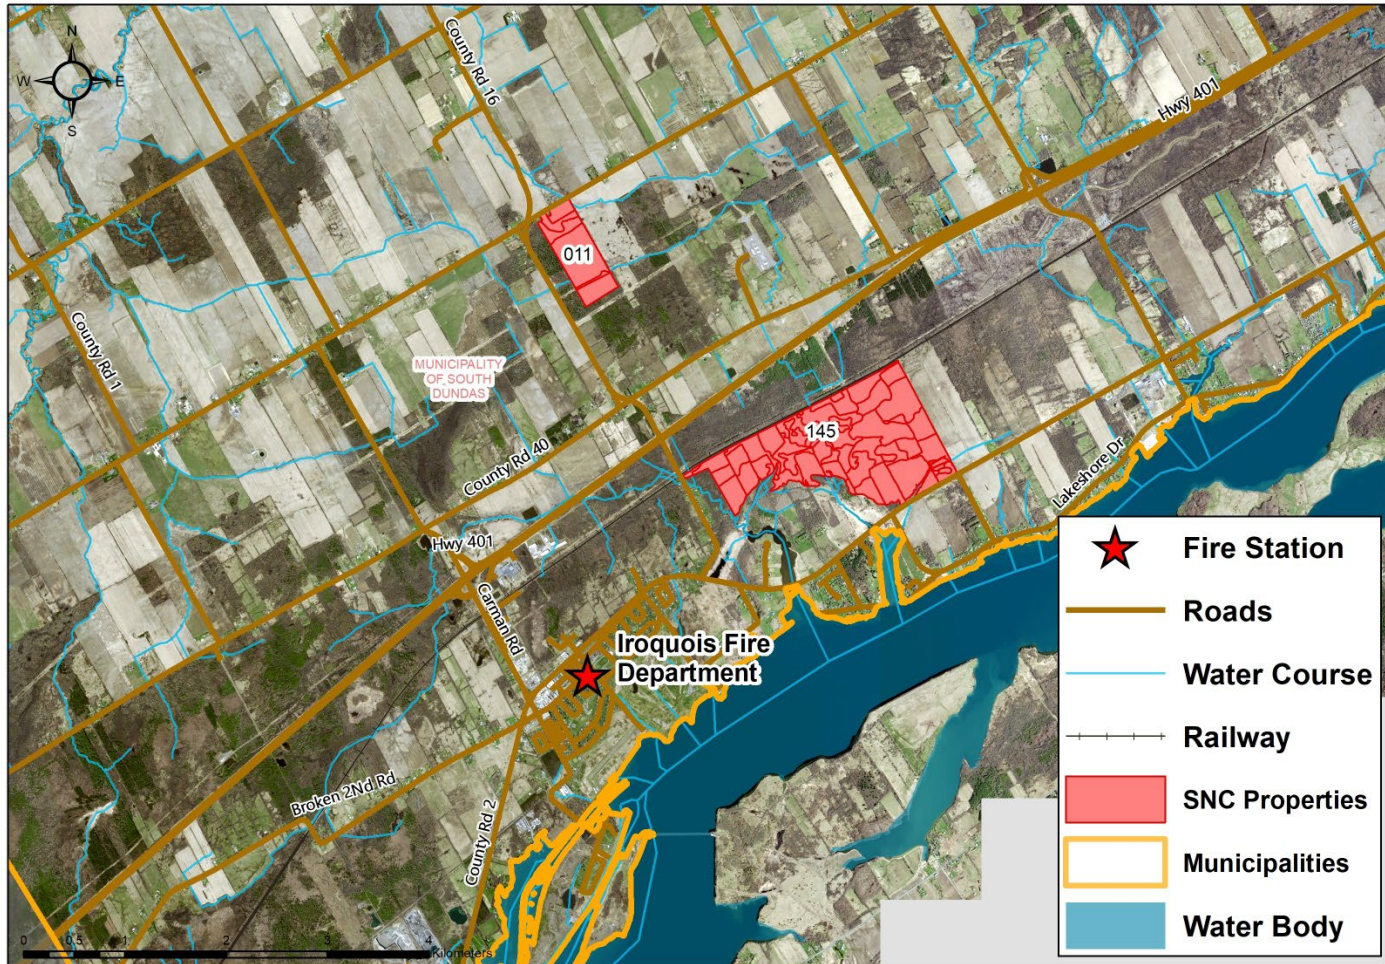 N
W E
S
County Rd 16
Hwy 401
011
County Rd 1
MUNICIPALITY
OF SOUTH
DUNDAS
145
County Rd 40
Lakeshore Dr
Hwy 401
Carman Rd
Iroquois Fire
Department
Broken 2Nd Rd
County Rd 2
0 0.5 1 2 3 4
Kilometers
Fire Station
Roads
Water Course
Railway
SNC Properties
Municipalities
Water Body